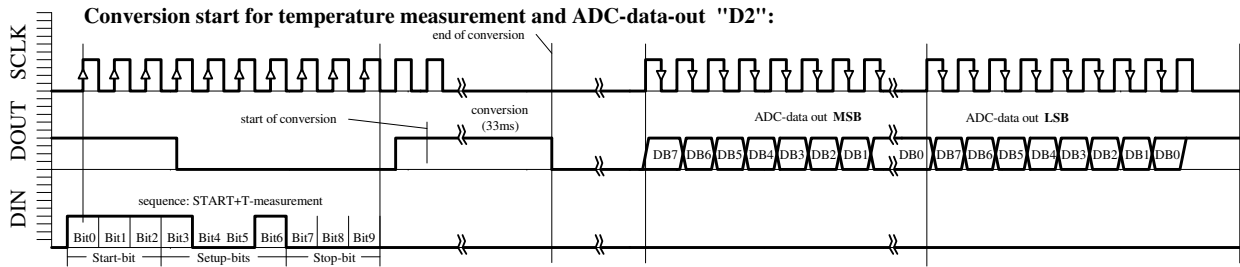 Conversion start for temperature measurement and ADC-data-out "D2":
end of conversion
SCLK
DOUT
start of conversion
conversion
(33ms)
ADC-data out MSB
ADC-data out LSB
DB7 DB6 DB5 DB4 DB3 DB2 DB1 DB0 DB7 DB6 DB5 DB4 DB3 DB2 DB1 DB0
DIN
sequence: START+T-measurement
Bit0 Bit1 Bit2 Bit3 Bit4 Bit5 Bit6 Bit7 Bit8 Bit9
Start-bit Setup-bits Stop-bit